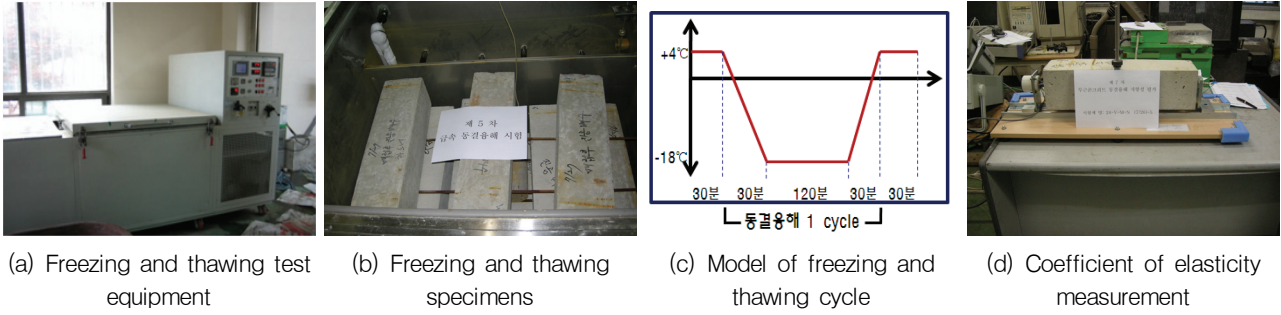 제 5 차
급속 동결융해 시험
+4℃
-18℃
30분 30분 120분 30분 30분
동결융해 1 cycle
(a) Freezing and thawing test
equipment
(b) Freezing and thawing
specimens
(c) Model of freezing and
thawing cycle
(d) Coefficient of elasticity
measurement